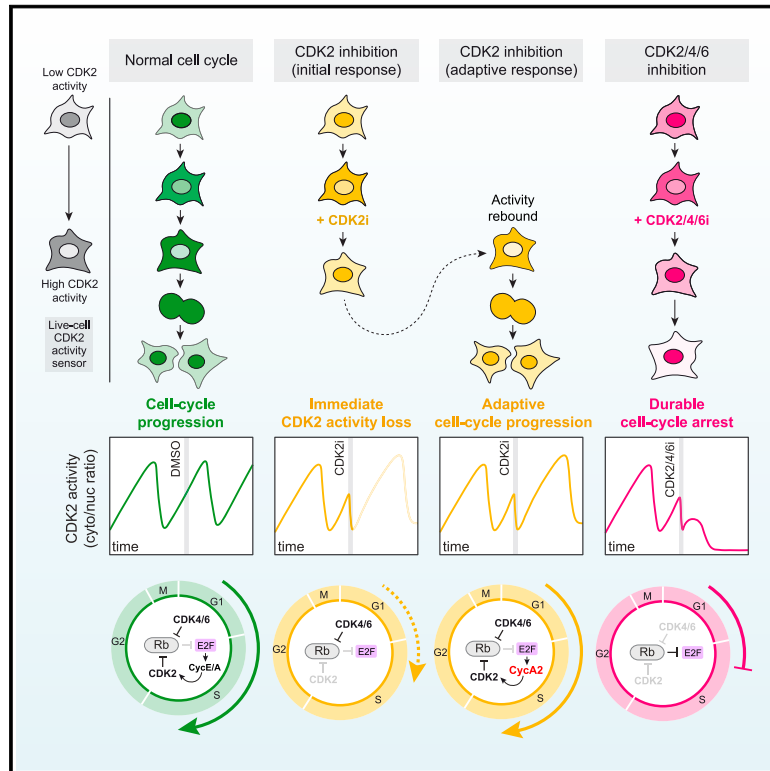 Normal cell cycle
CDK2 inhibition
(initial response)
CDK2 inhibition
(adaptive response)
CDK2/4/6
inhibition
Low CDK2
activity
High CDK2
activity
Live-cell
CDK2
activity
sensor
+ CDK2i
Activity
rebound
+ CDK2/4/6i
Cell-cycle
progression
Immediate
CDK2 activity loss
Adaptive
cell-cycle progression
Durable
cell-cycle arrest
CDK2 activity
(cyto/nuc ratio)
DMSO
time
CDK2i
time
CDK2i
time
CDK2/4/6i
time
M
G1
G2
S
CDK4/6
Rb
E2F
CDK2
CycE/A
M
G1
G2
S
CDK4/6
Rb
E2F
CDK2
M
G1
G2
S
CDK4/6
Rb
E2F
CDK2
CycA2
M
G1
G2
S
CDK4/6
Rb
E2F
CDK2